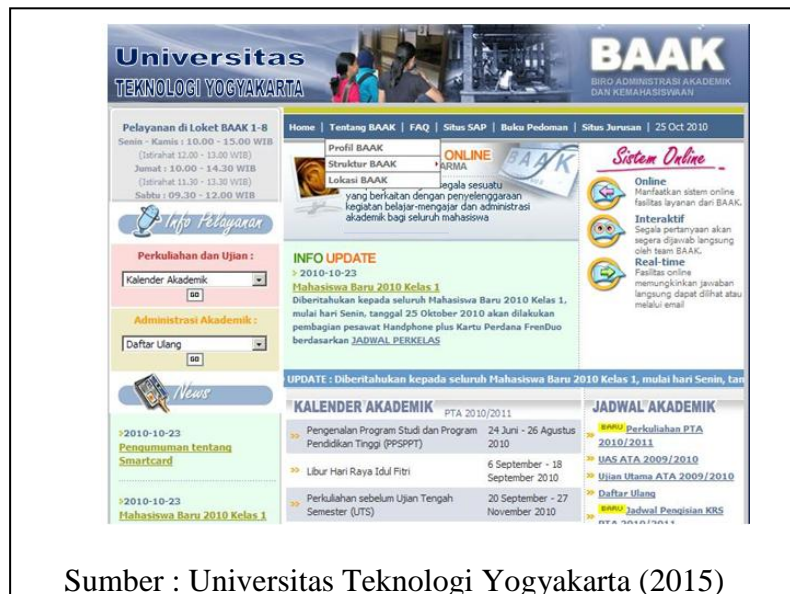 Universitas
TEKNOLOGI YOGYAKARTA
BAAK
BIRO ADMINISTRASI AKADEMIK
DAN KEMAHASISWAAN
Pelayanan di Loket BAAK 1-8
Senin - Kamis : 10.00 - 15.00 WIB
(Istirahat 12.00 - 13.00 WIB)
Jumat : 10.00 - 14.30 WIB
(Istirahat 11.30 - 13.30 WIB)
Sabtu : 09.30 - 12.00 WIB
Info Pelayanan
Perkuliahan dan Ujian :
Kalender Akademik
GO
Administrasi Akademik :
Daftar Ulang
GO
News
2010-10-23
Pengumuman tentang
Smartcard
2010-10-23
Mahasiswa Baru 2010 Kelas 1
Home | Tentang BAAK | FAQ | Situs SAP | Buku Pedoman | Situs Jurusan | 25 Oct 2010
Profil BAAK
Struktur BAAK
Lokasi BAAK
ONLINE
ARMA
BAAK
segala sesuatu
yang berkaitan dengan penyelenggaraan
kegiatan belajar-mengajar dan administrasi
akademik bagi seluruh mahasiswa
INFO UPDATE
> 2010-10-23
Mahasiswa Baru 2010 Kelas 1
Diberitahukan kepada seluruh Mahasiswa Baru 2010 Kelas 1,
mulai hari Senin, tanggal 25 Oktober 2010 akan dilakukan
pembagian pesawat Handphone plus Kartu Perdana FrenDuo
berdasarkan JADWAL PERKELAS
Sistem Online
Online
Manfaatkan sistem online
fasilitas layanan dari BAAK.
Interaktif
Segala pertanyaan akan
segera dijawab langsung
oleh team BAAK.
Real-time
Fasilitas online
memungkinkan jawaban
langsung dapat dilihat atau
melalui email
UPDATE : Diberitahukan kepada seluruh Mahasiswa Baru 2010 Kelas 1, mulai hari Senin, tan
KALENDER AKADEMIK PTA 2010/2011
Pengenalan Program Studi dan Program 24 Juni - 26 Agustus
Pendidikan Tinggi (PPSPPT) 2010
Libur Hari Raya Idul Fitri 6 September - 18
September 2010
Perkuliahan sebelum Ujian Tengah 20 September - 27
Semester (UTS) November 2010
JADWAL AKADEMIK
BARU Perkuliahan PTA
2010/2011
UAS ATA 2009/2010
Ujian Utama ATA 2009/2010
Daftar Ulang
BARU Jadwal Pengisian KRS
PTA 2010/2011
Sumber : Universitas Teknologi Yogyakarta (2015)